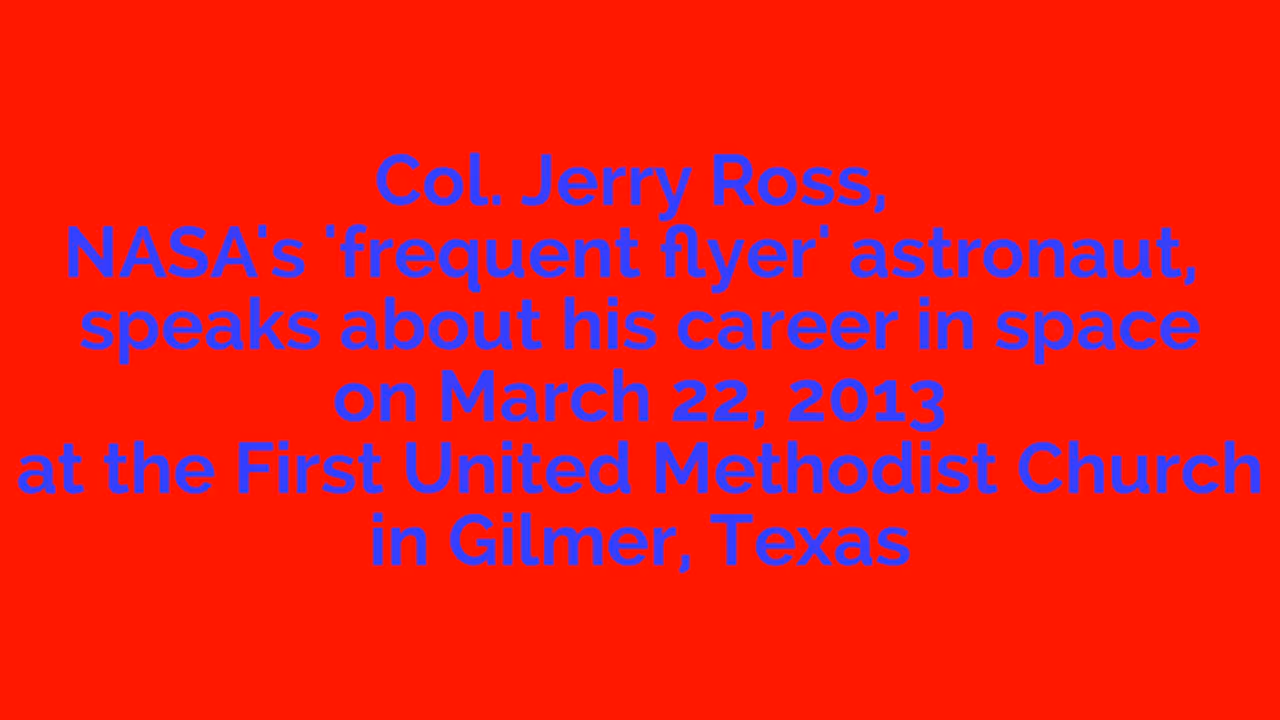 Col. Jerry Ross,
NASA's 'frequent flyer' astronaut,
speaks about his career in space
on March 22, 2013
at the First United Methodist Church
in Gilmer, Texas